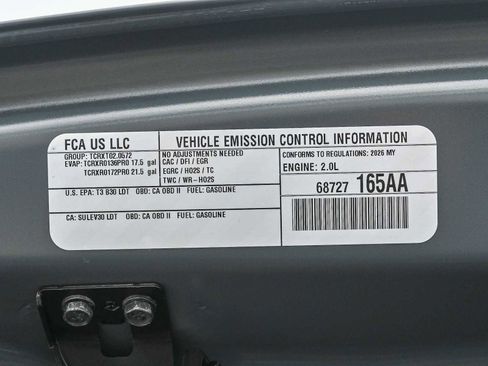 FCA US LLC
VEHICLE EMISSION CONTROL INFORMATION
GROUP: TCRXT02.0572
EVAP: TCRXR0136PR0 17.5 gal
TCRXR0172PR0 21.5 gal
NO ADJUSTMENTS NEEDED
CAC / DFI / EGR
EGRC / HO2S / TC
TWC / WR-HO2S
CONFORMS TO REGULATIONS: 2026 MY
ENGINE: 2.0L
68727 165AA
U.S. EPA: T3 B30 LDT OBD: CA OBD II FUEL: GASOLINE
CA: SULEV30 LDT OBD: CA OBD II FUEL: GASOLINE